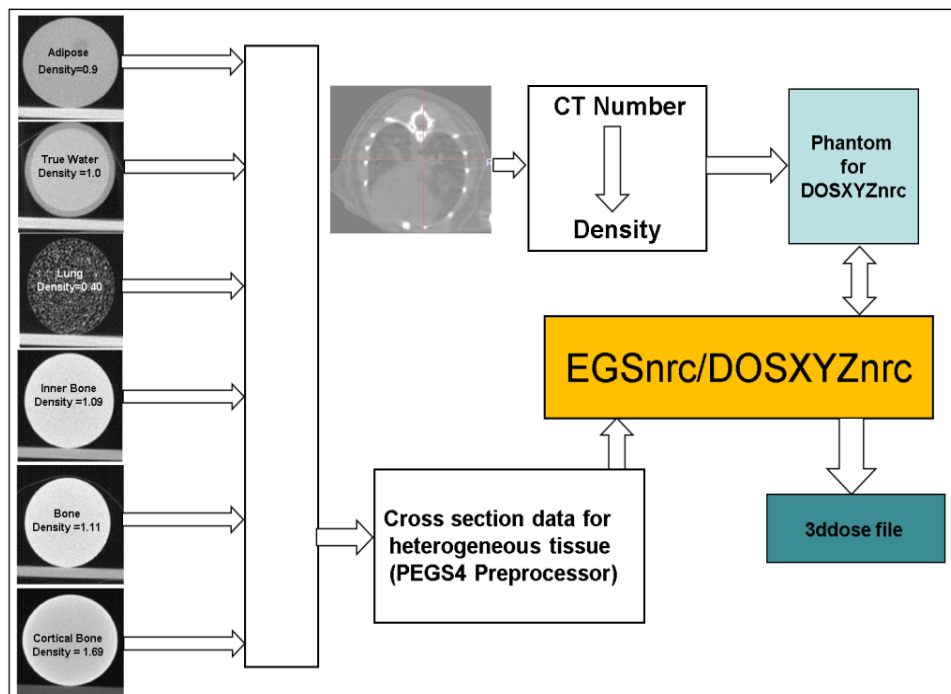 Adipose
Density=0.9
True Water
Density =1.0
Lung
Density=0.40
Inner Bone
Density =1.09
Bone
Density =1.11
Cortical Bone
Density = 1.69
R
CT Number
Density
Phantom
for
DOSXYZnrc
EGSnrc/DOSXYZnrc
Cross section data for
heterogeneous tissue
(PEGS4 Preprocessor)
3ddose file